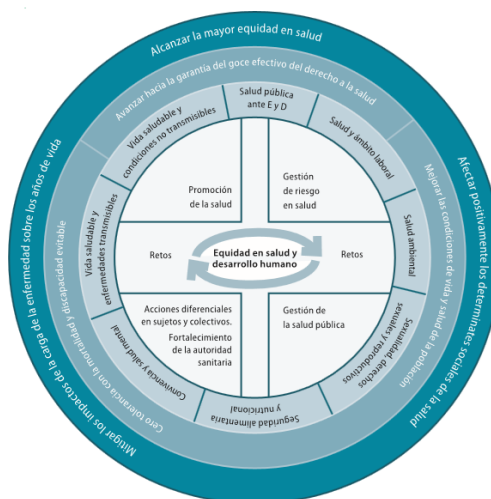 Alcanzar la mayor equidad en salud
Afectar positivamente los determinates sociales de la salud
Mitigar los impactos de la carga de la enfermedad sobre los años de vida
Avanzar hacia la garantia del goce efectivo del derecho a la salud
Mejorar las condiciones de vida y salud de la población
Cero tolerancia con la mortalidad y discapacidad evitable
Salud pública
ante E y D
Salud y ámbito laboral
Salud ambiental
Sexualidad, derechos
sexuales y reproductivos
Seguridad alimentaria
y nutricional
Convivencia y salud mental
Vida saludable y
enfermedades transmisibles
Vida saludable y
condiciones no transmisibles
Promoción
de la salud
Gestión
de riesgo
en salud
Retos
Equidad en salud y
desarrollo humano
Retos
Acciones diferenciales
en sujetos y colectivos.
Fortalecimiento
de la autoridad
sanitaria
Gestión de
la salud pública